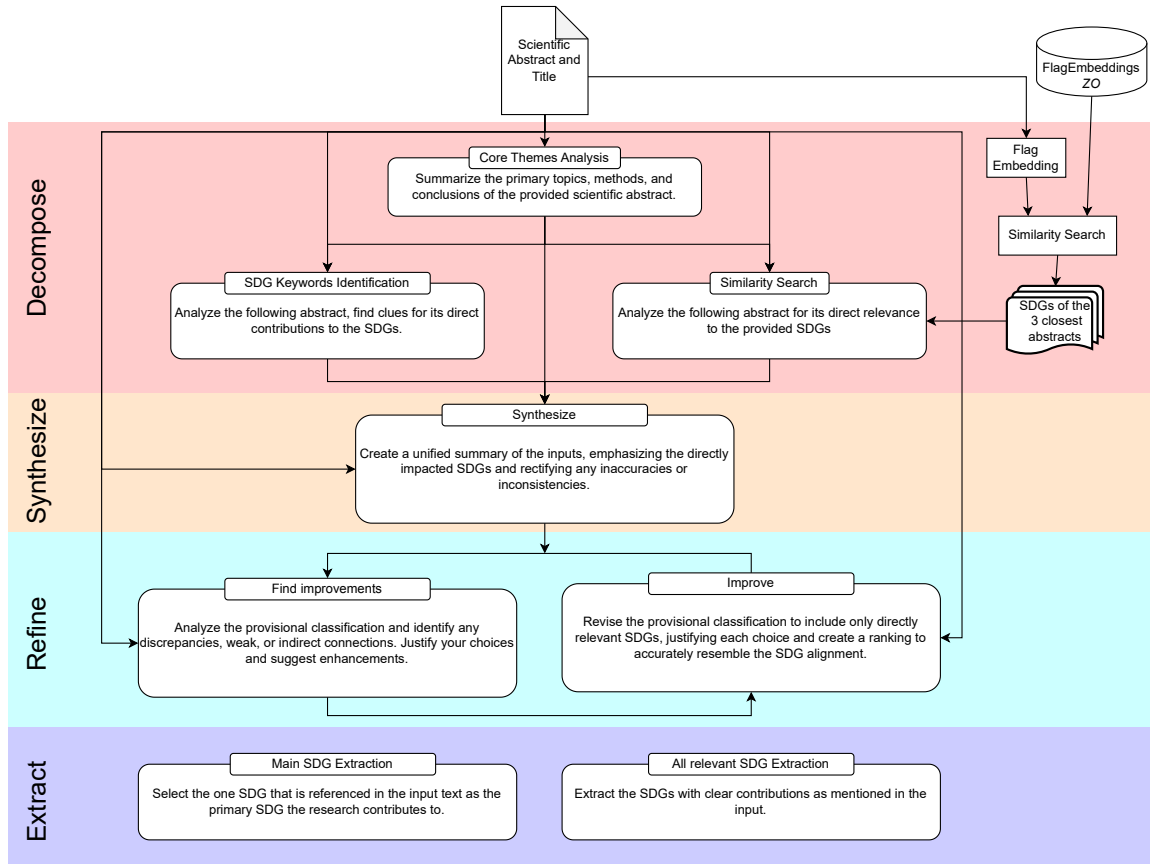 Scientific
Abstract and
Title
FlagEmbeddings
ZO
Decompose
Core Themes Analysis
Summarize the primary topics, methods, and
conclusions of the provided scientific abstract.
Flag
Embedding
Similarity Search
SDG Keywords Identification
Analyze the following abstract, find clues for its direct
contributions to the SDGs.
Similarity Search
Analyze the following abstract for its direct relevance
to the provided SDGs
SDGs of the
3 closest
abstracts
Synthesize
Synthesize
Create a unified summary of the inputs, emphasizing the directly
impacted SDGs and rectifying any inaccuracies or
inconsistencies.
Refine
Find improvements
Analyze the provisional classification and identify any
discrepancies, weak, or indirect connections. Justify your choices
and suggest enhancements.
Improve
Revise the provisional classification to include only directly
relevant SDGs, justifying each choice and create a ranking to
accurately resemble the SDG alignment.
Extract
Main SDG Extraction
Select the one SDG that is referenced in the input text as the
primary SDG the research contributes to.
All relevant SDG Extraction
Extract the SDGs with clear contributions as mentioned in the
input.